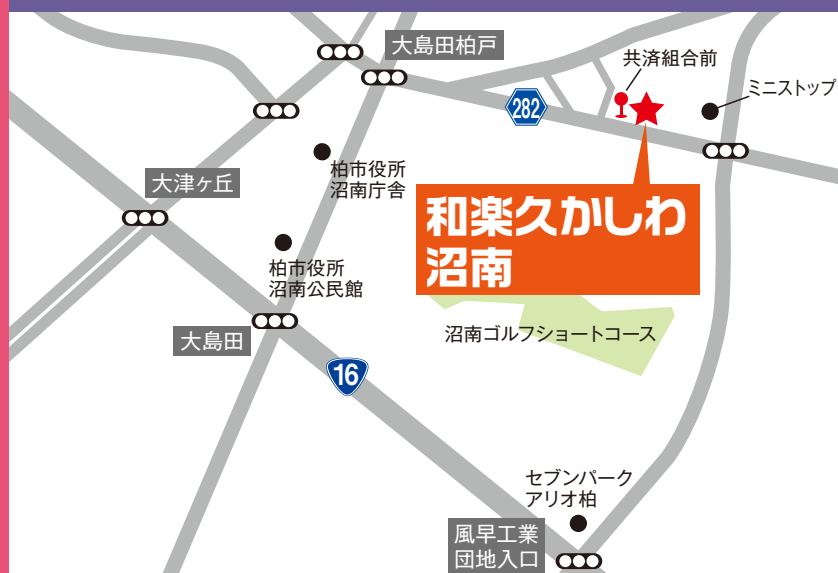 大島田柏戸
共済組合前
ミニストップ
282
柏市役所
沼南庁舎
大津ヶ丘
和楽久かしわ
沼南
柏市役所
沼南公民館
大島田
沼南ゴルフショートコース
16
セブンパーク
アリオ柏
風早工業
団地入口